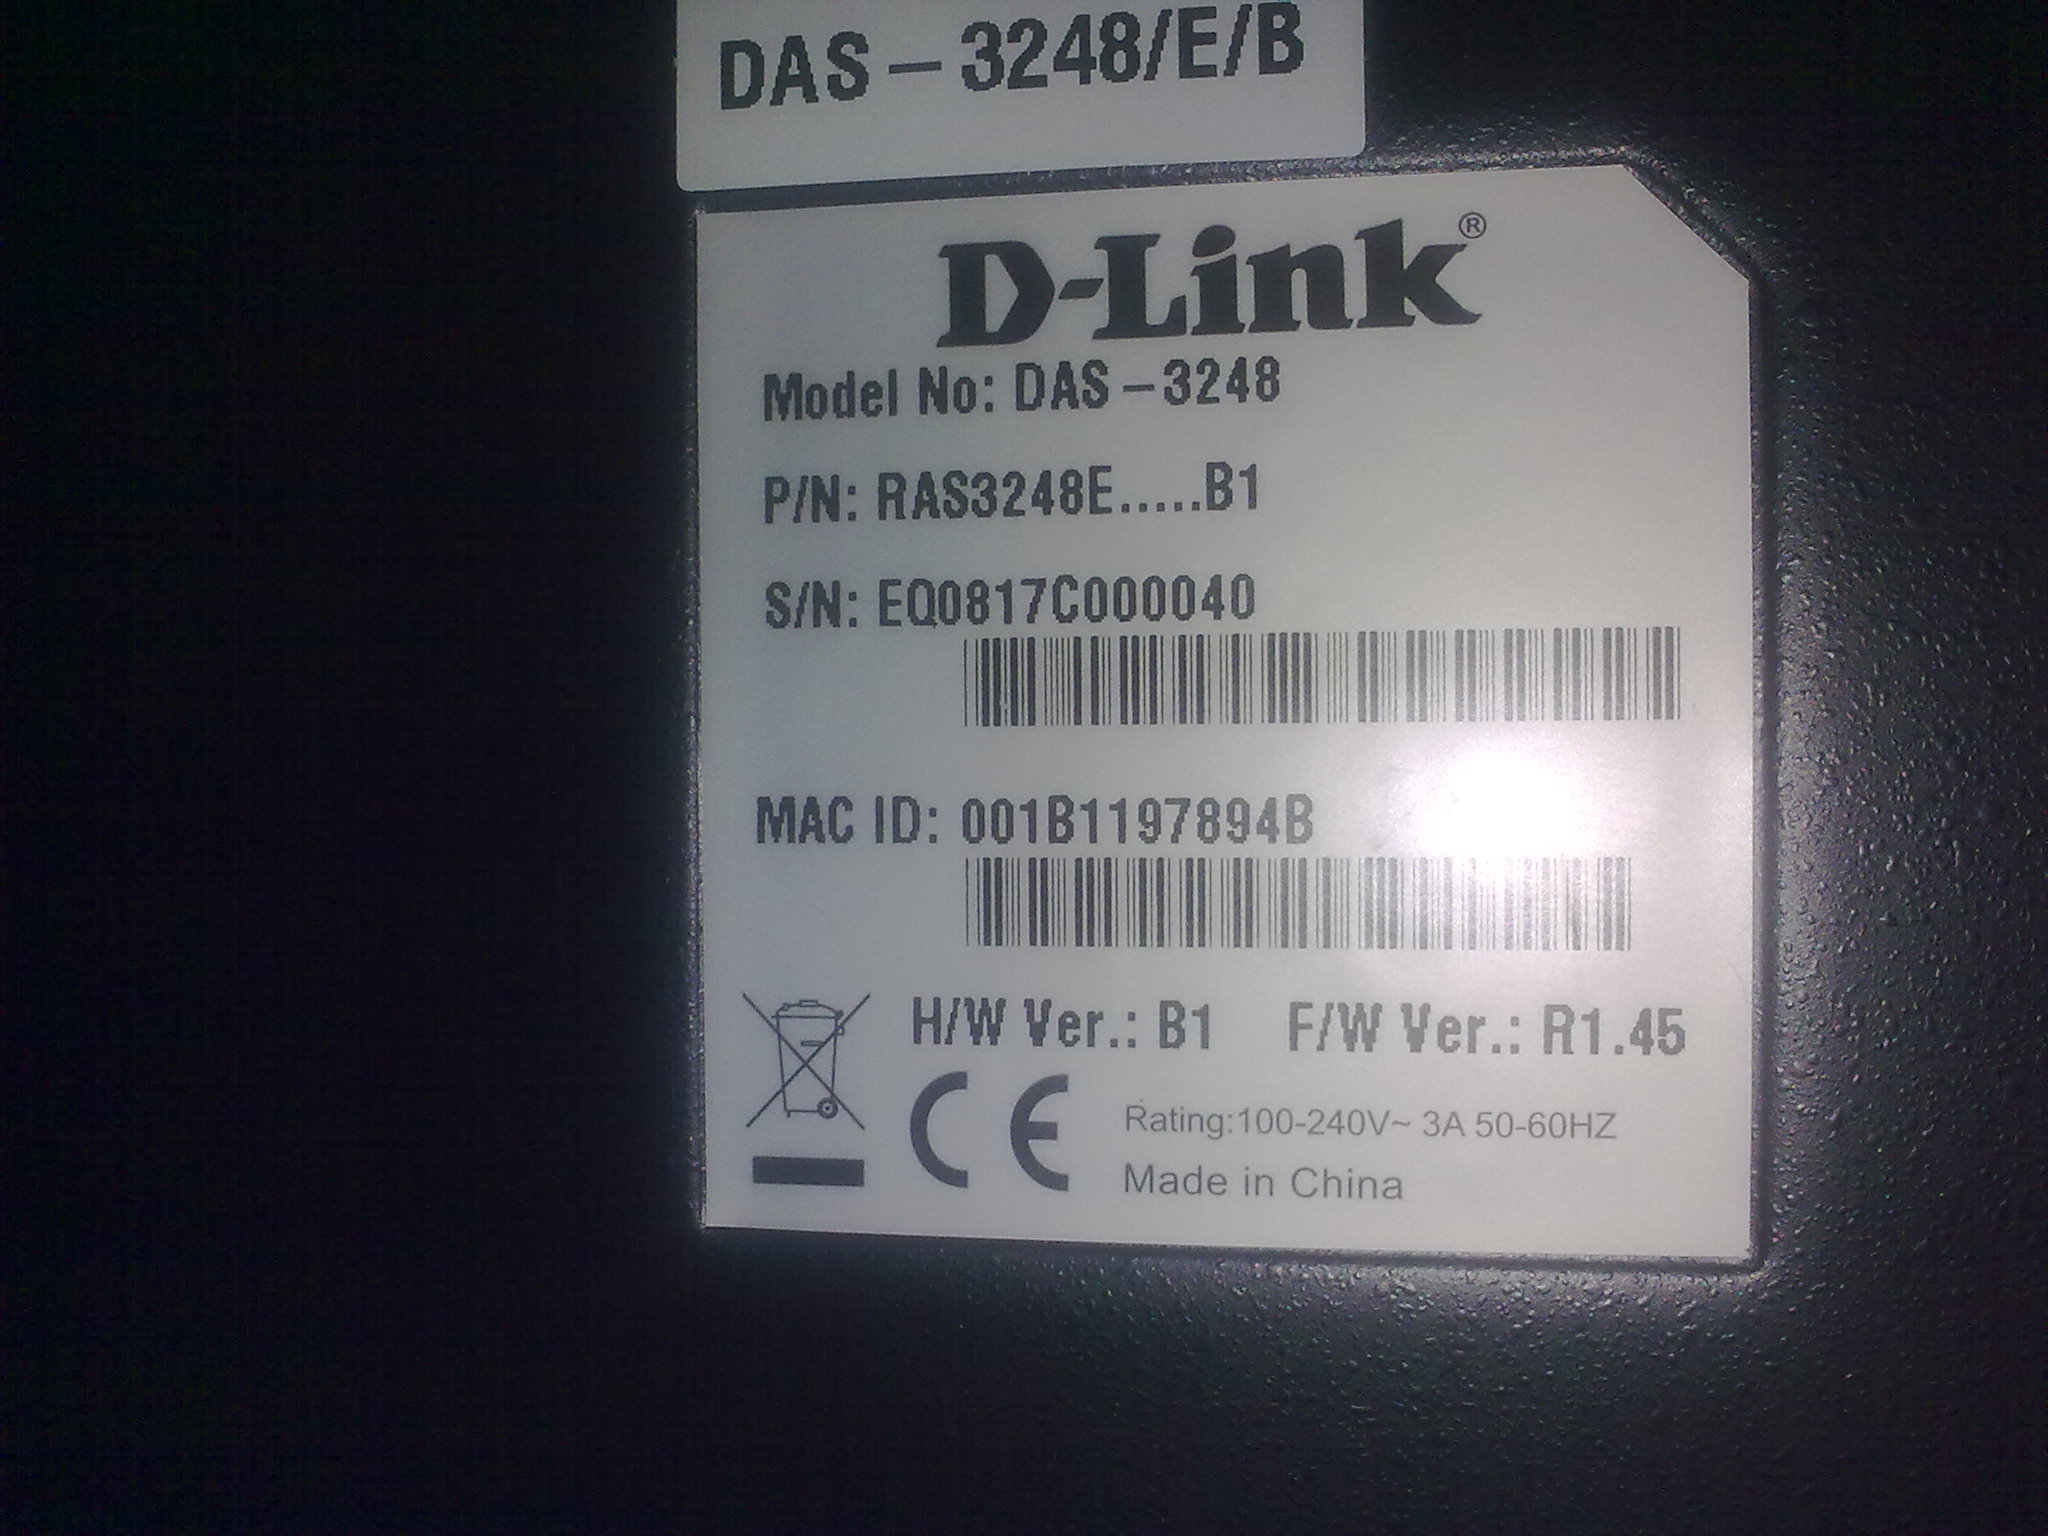 DAS - 3248/E/B
D-Link®
Model No: DAS - 3248
P/N: RAS3248E.....B1
S/N: EQ0817C000040
MAC ID: 001B1197894B
H/W Ver.: B1 F/W Ver.: R1.45
CE
Rating:100-240V~ 3A 50-60HZ
Made in China